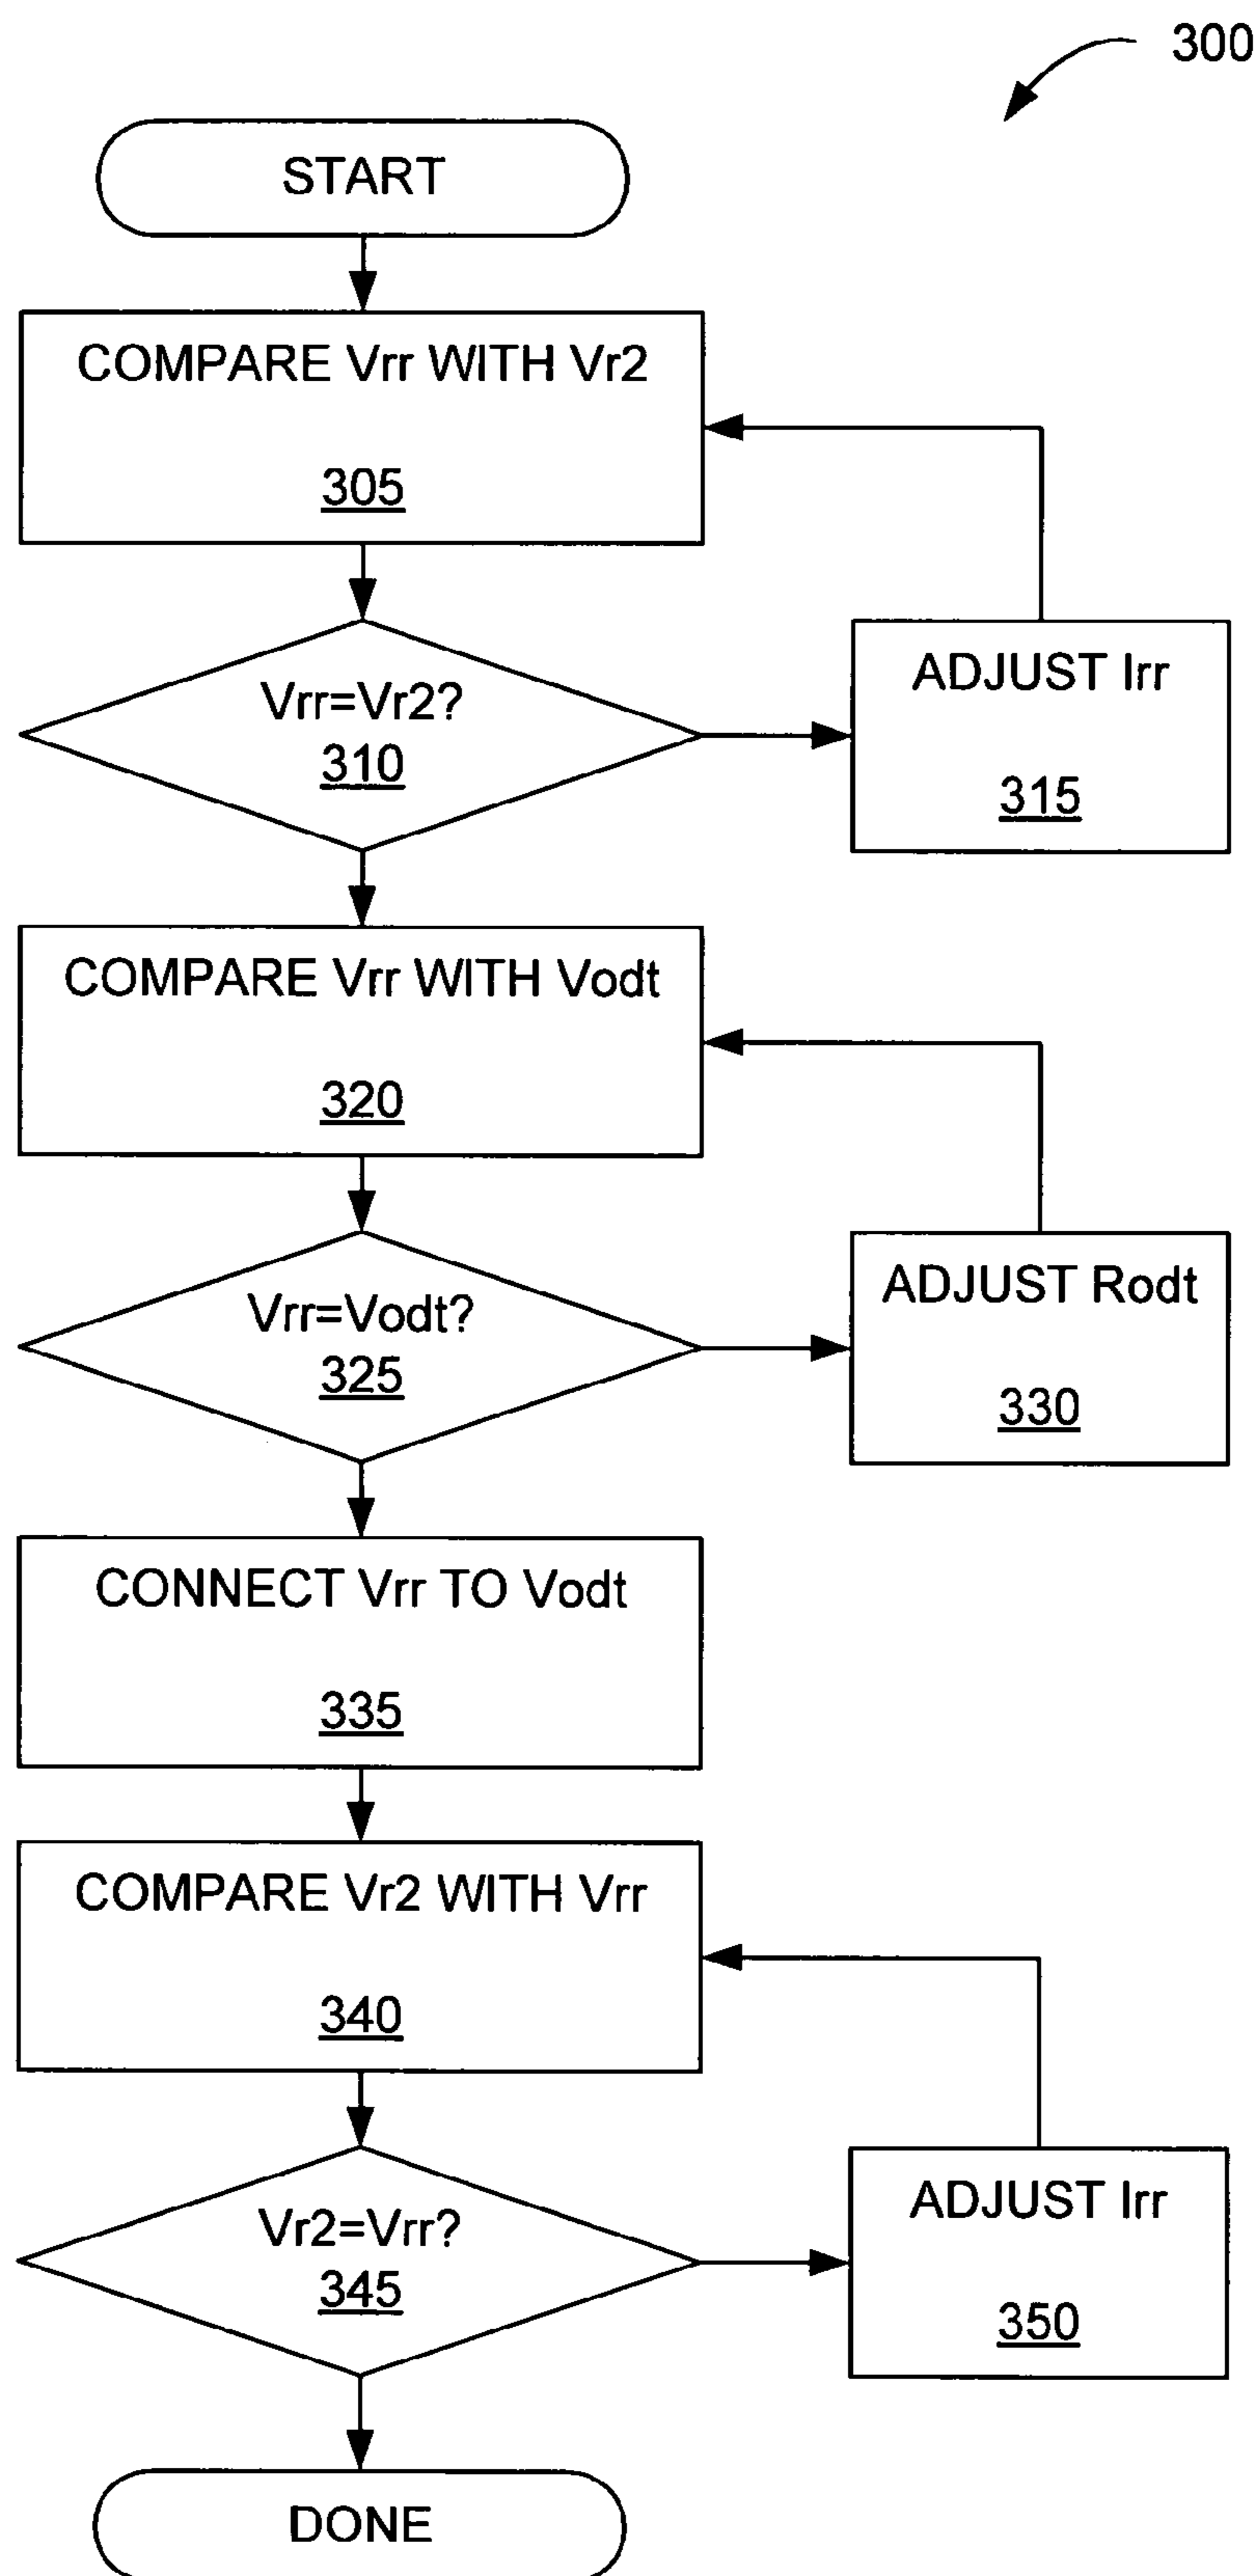 300
START
COMPARE Vrr WITH Vr2
305
Vrr=Vr2?
310
ADJUST Irr
315
COMPARE Vrr WITH Vodt
320
Vrr=Vodt?
325
ADJUST Rodt
330
CONNECT Vrr TO Vodt
335
COMPARE Vr2 WITH Vrr
340
Vr2=Vrr?
345
ADJUST Irr
350
DONE